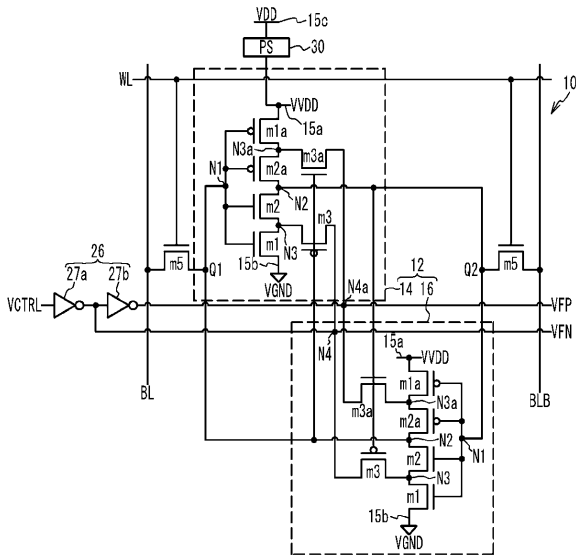 VDD 15c
PS 30
WL 10
VVDD
15a
m1a
N3a m3a
N1 m2a
N2
m2 m3
m1 N3
m5 Q1 15b Q2 m5
26
27a 27b
VGND
12
14 16
N4a
VCTRL VFP
VFN
N4
15a VVDD
BL m1a BLB
m3a N3a
m2a
N2 N1
m2
m3 N3
m1
15b
VGND